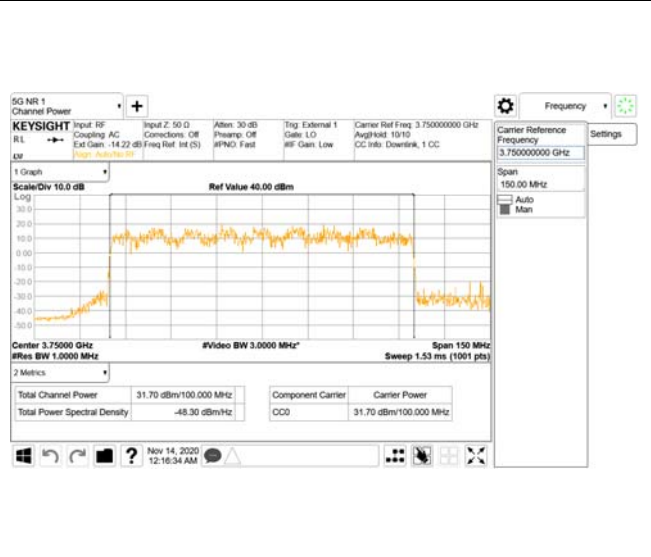 5G NR 1
Channel Power
Frequency
KEYSIGHT
Input: RF
Coupling: AC
Ext Gain: -14.22 dB
Align: Auto/No RF
Input Z: 50 Ω
Corrections: Off
Freq Ref: Int (S)
Atten: 30 dB
Preamp: Off
#PNO: Fast
Trig: External 1
Gate: LO
#IF Gain: Low
Carrier Ref Freq: 3.750000000 GHz
Avg|Hold: 10/10
CC Info: Downlink, 1 CC
R L
Carrier Reference
Frequency
3.750000000 GHz
Settings
Span
150.00 MHz
Auto
Man
1 Graph
Scale/Div 10.0 dB
Ref Value 40.00 dBm
Log
30.0
20.0
10.0
0.00
-10.0
-20.0
-30.0
-40.0
-50.0
Center 3.75000 GHz
#Video BW 3.0000 MHz*
Span 150 MHz
#Res BW 1.0000 MHz
Sweep 1.53 ms (1001 pts)
2 Metrics
Total Channel Power
31.70 dBm/100.000 MHz
Total Power Spectral Density
-48.30 dBm/Hz
Component Carrier
Carrier Power
CC0
31.70 dBm/100.000 MHz
?
Nov 14, 2020
12:16:34 AM